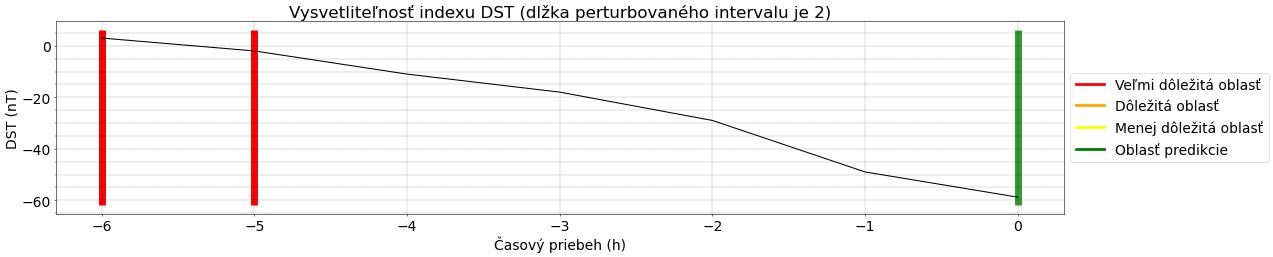 Vysvetliteľnosť indexu DST (dlžka perturbovaného intervalu je 2)
DST (nT)
0
−20
−40
−60
−6
−5
−4
−3
−2
−1
0
Časový priebeh (h)
Veľmi dôležitá oblasť
Dôležitá oblasť
Menej dôležitá oblasť
Oblasť predikcie